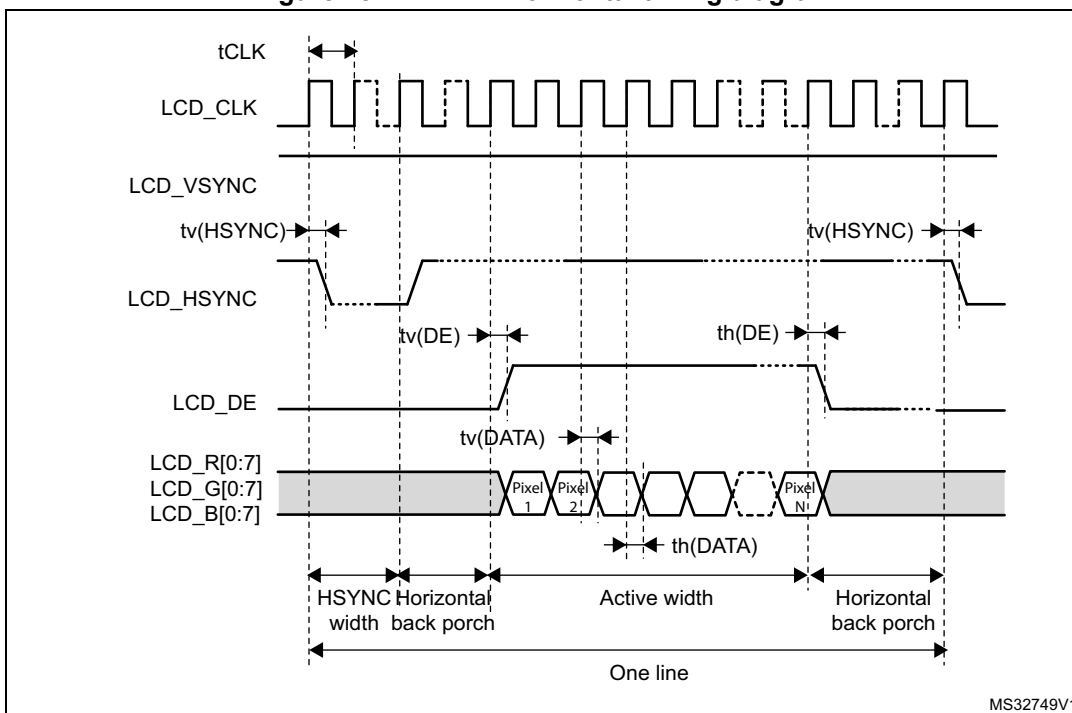 tCLK
LCD_CLK
LCD_VSYNC
tv(HSYNC)
tv(HSYNC)
LCD_HSYNC
tv(DE)
th(DE)
LCD_DE
tv(DATA)
LCD_R[0:7]
LCD_G[0:7]
LCD_B[0:7]
Pixel
1
Pixel
2
Pixel
N
th(DATA)
HSYNC
width
Horizontal
back porch
Active width
Horizontal
back porch
One line
MS32749V1